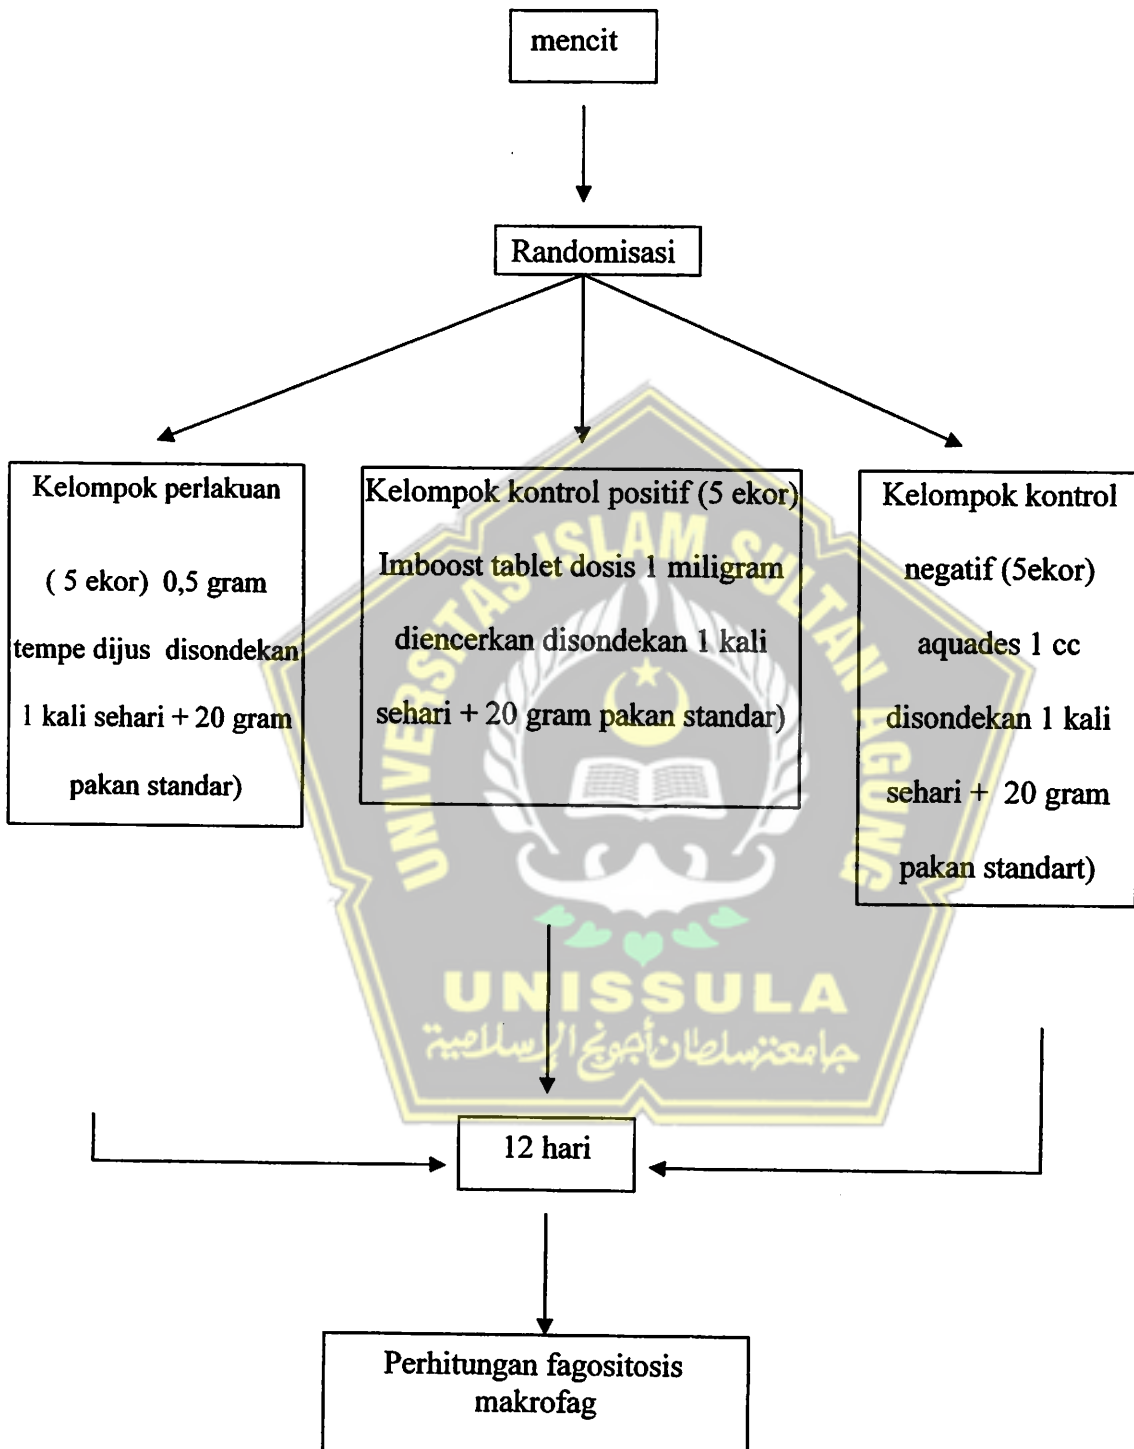 mencit
Randomisasi
Kelompok perlakuan
( 5 ekor) 0,5 gram
tempe dijus disondekan
1 kali sehari + 20 gram
pakan standar)
Kelompok kontrol positif (5 ekor)
Imboost tablet dosis 1 miligram
diencerkan disondekan 1 kali
sehari + 20 gram pakan standar)
Kelompok kontrol
negatif (5ekor)
aquades 1 cc
disondekan 1 kali
sehari + 20 gram
pakan standart)
UNIVERSITAS ISLAM SULTAN AGUNG
UNISSULA
جامعة سلطان أجونج الإسلامية
12 hari
Perhitungan fagositosis
makrofag